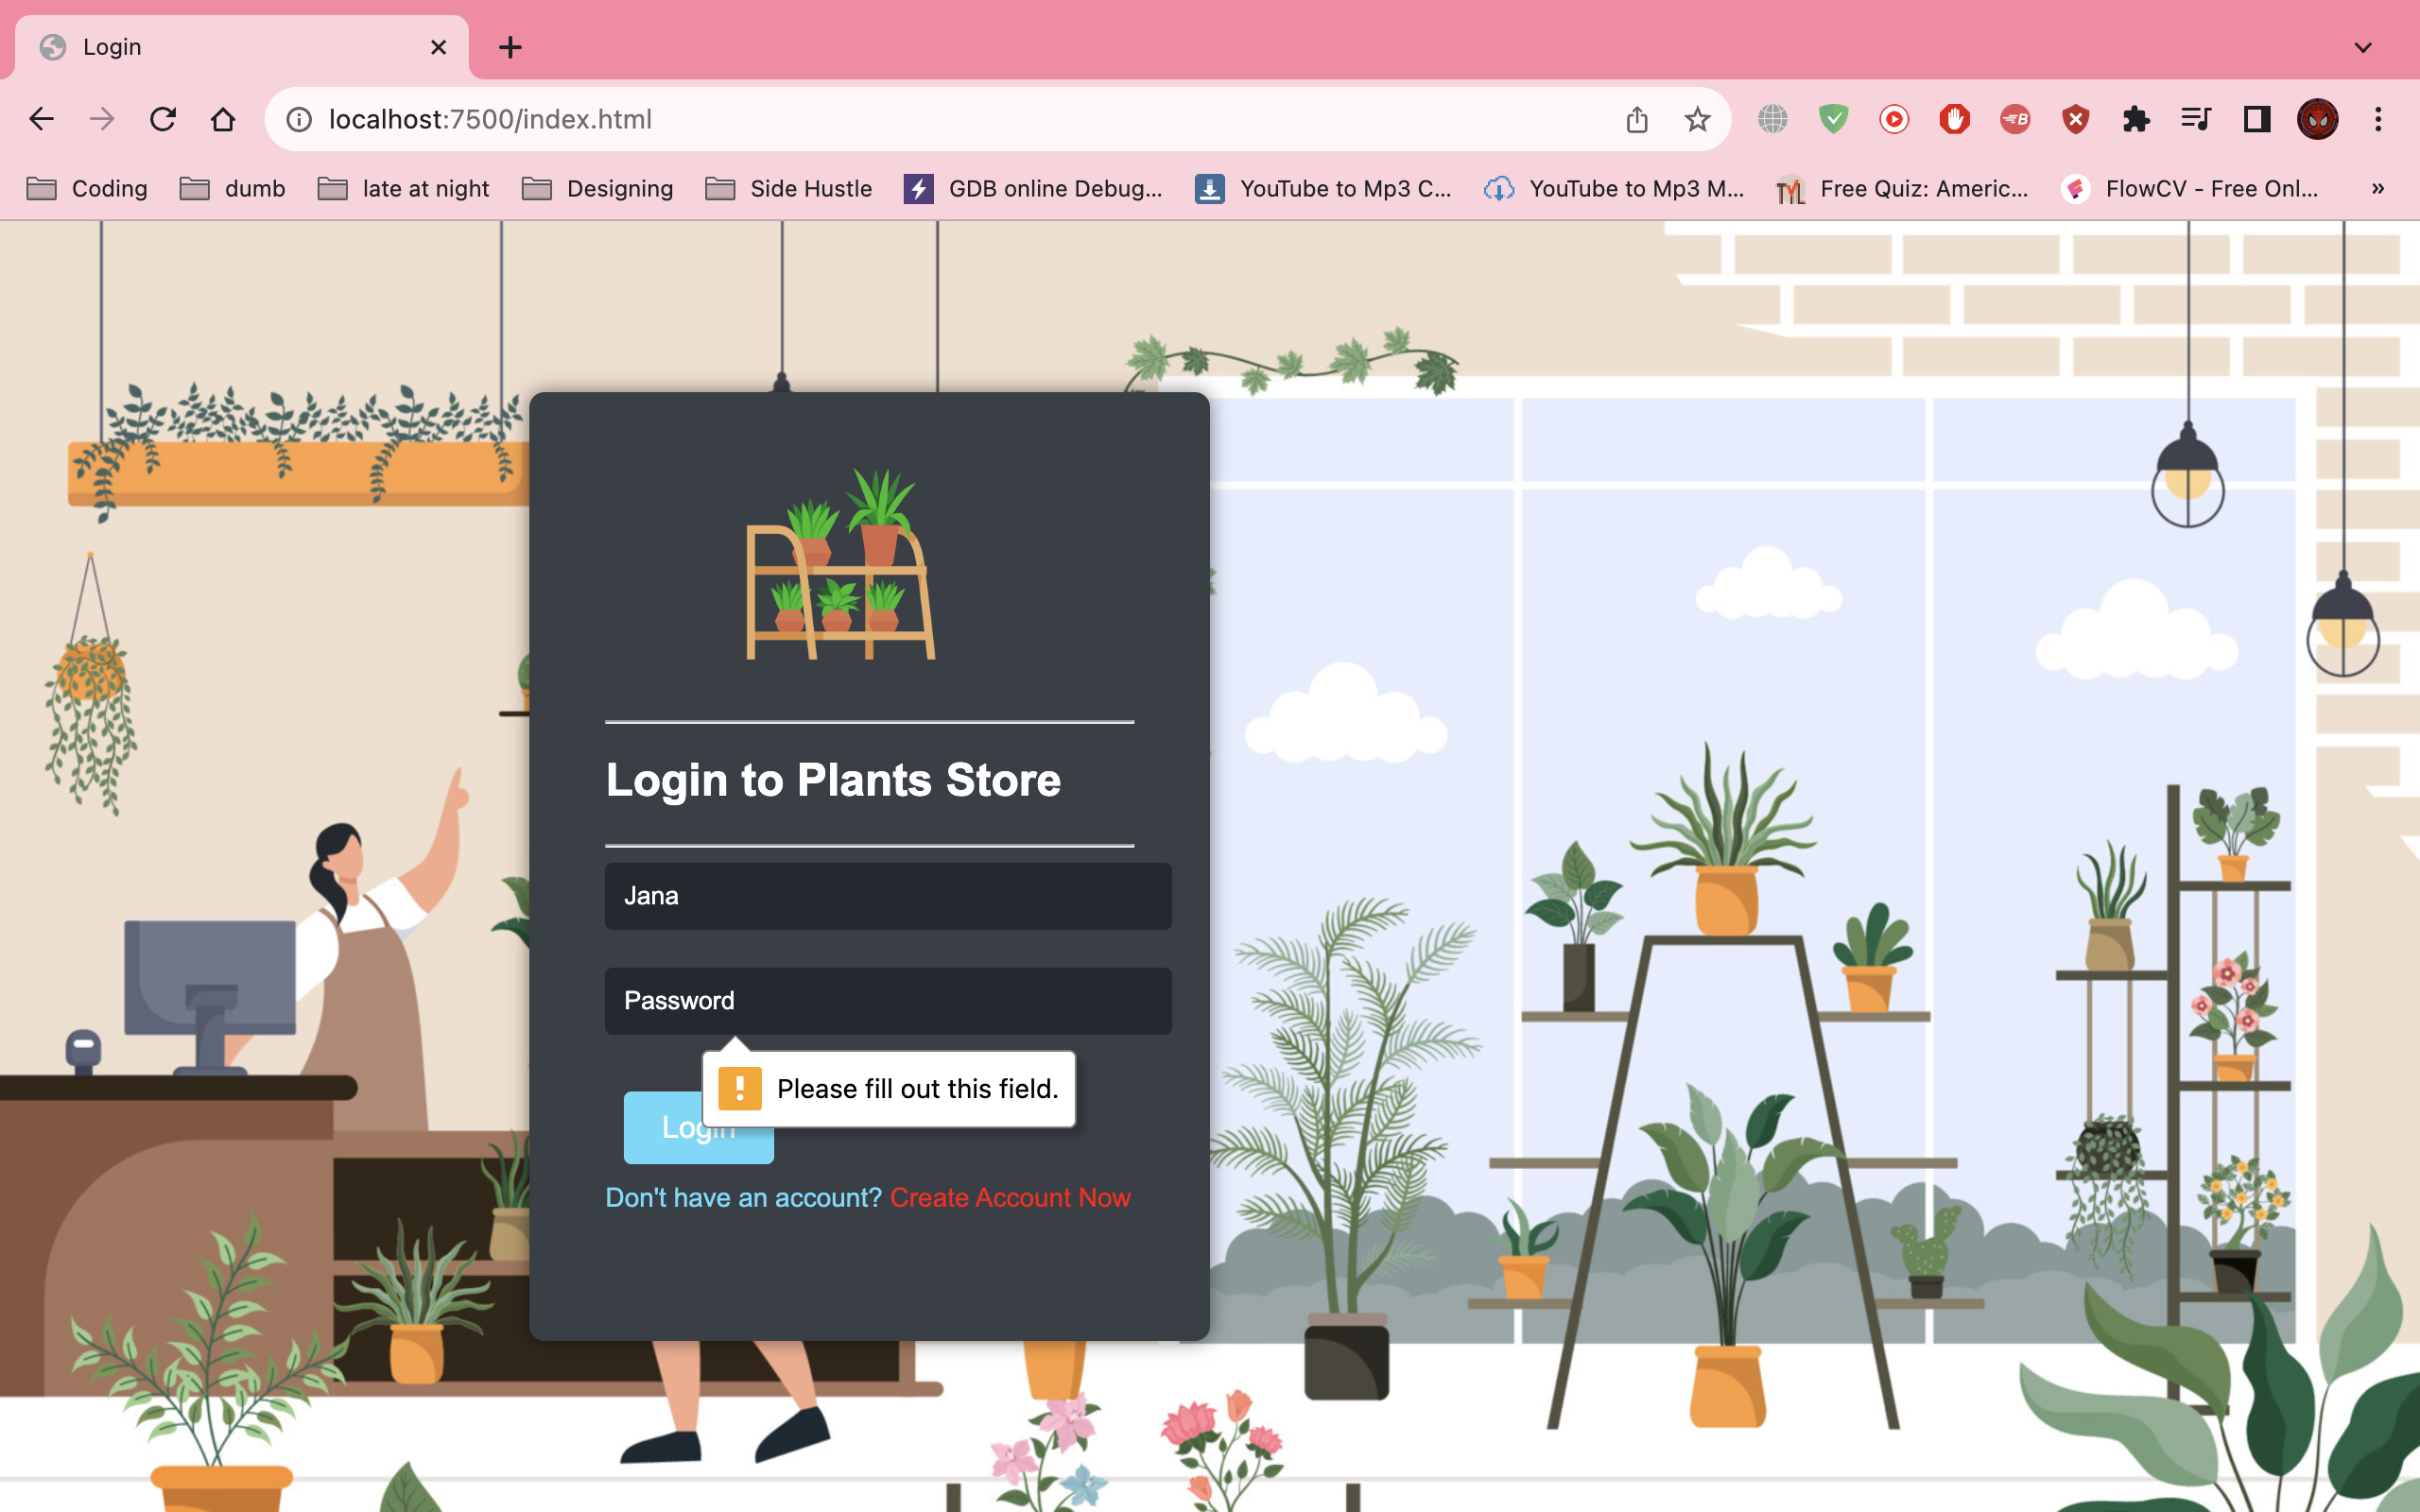 Login
localhost:7500/index.html
Coding
dumb
late at night
Designing
Side Hustle
GDB online Debug...
YouTube to Mp3 C...
YouTube to Mp3 M...
Free Quiz: Americ...
FlowCV - Free Onl...
»
Login to Plants Store
Jana
Password
Please fill out this field.
Login
Don't have an account? Create Account Now